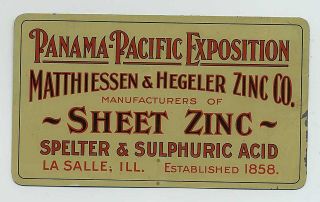 PANAMA-PACIFIC EXPOSITION
MATTHIESSEN & HEGELER ZINC CO.
MANUFACTURERS OF
~ SHEET ZINC ~
SPELTER & SULPHURIC ACID
LA SALLE, ILL. ESTABLISHED 1858.